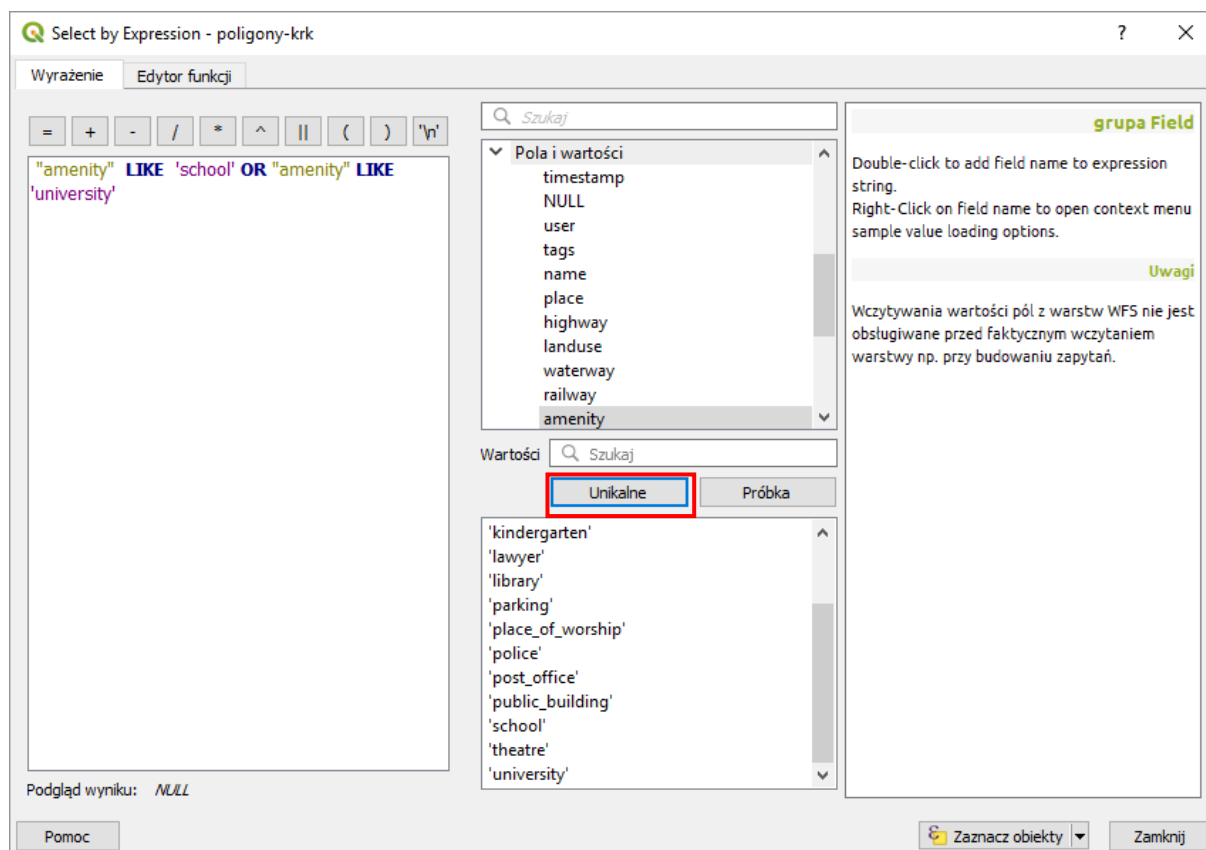 Select by Expression - poligony-krk
?
Wyrażenie
Edytor funkcji
= + - / * ^ || ( ) '\n'
"amenity" LIKE 'school' OR "amenity" LIKE
'university'
Podgląd wyniku: NULL
Szukaj
Pola i wartości
timestamp
NULL
user
tags
name
place
highway
landuse
waterway
railway
amenity
Wartości
Szukaj
Unikalne
Próbka
'kindergarten'
'lawyer'
'library'
'parking'
'place_of_worship'
'police'
'post_office'
'public_building'
'school'
'theatre'
'university'
grupa Field
Double-click to add field name to expression
string.
Right-Click on field name to open context menu
sample value loading options.
Uwagi
Wczytywania wartości pól z warstw WFS nie jest
obsługiwane przed faktycznym wczytaniem
warstwy np. przy budowaniu zapytań.
Pomoc
Zaznacz obiekty
Zamknij